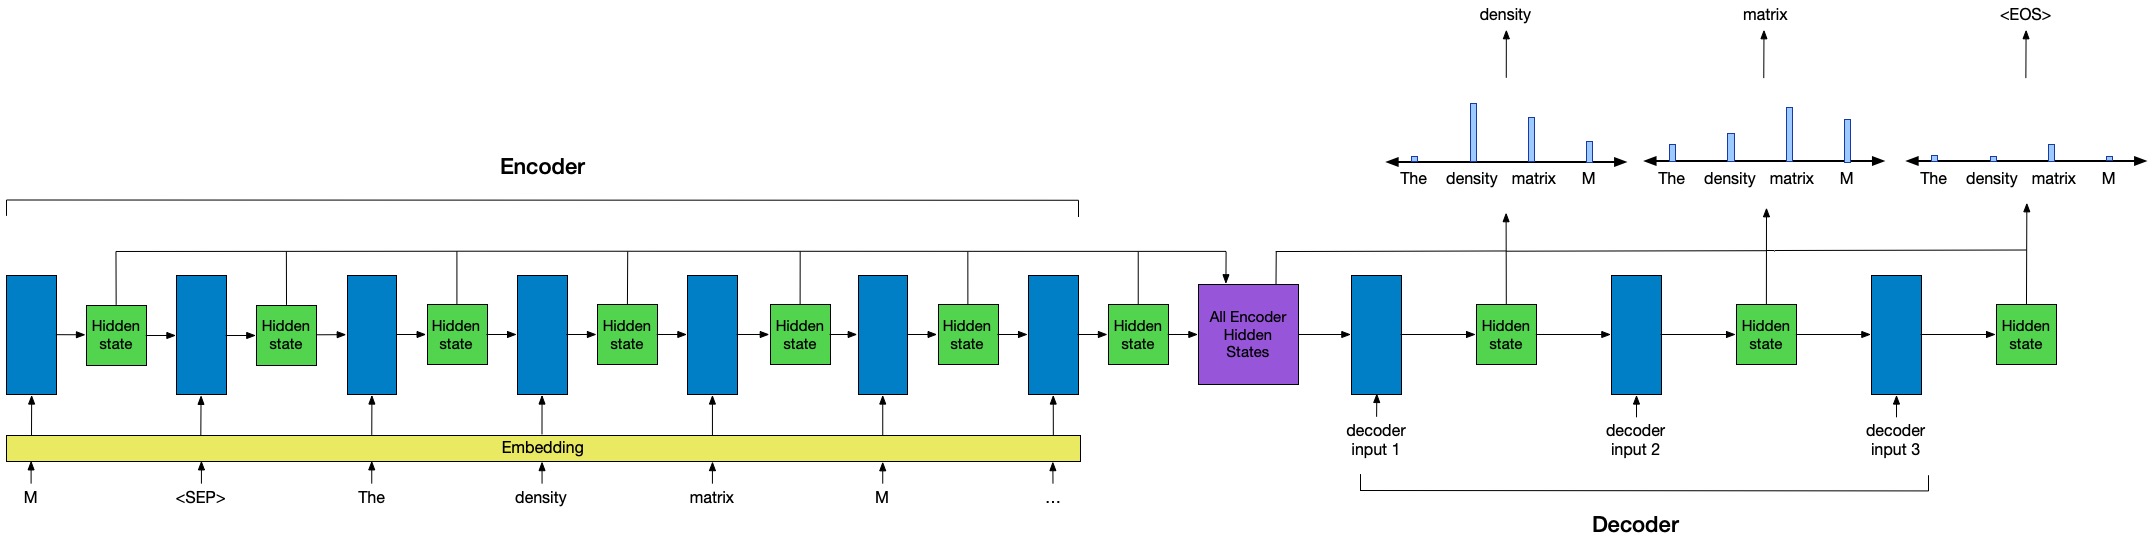 density
matrix
<EOS>
The density matrix M
The density matrix M
The density matrix M
Encoder
Hidden
state
Hidden
state
Hidden
state
Hidden
state
Hidden
state
Hidden
state
Hidden
state
All Encoder
Hidden
States
Hidden
state
Hidden
state
Hidden
state
decoder
input 1
decoder
input 2
decoder
input 3
Embedding
M
<SEP>
The
density
matrix
M
...
Decoder